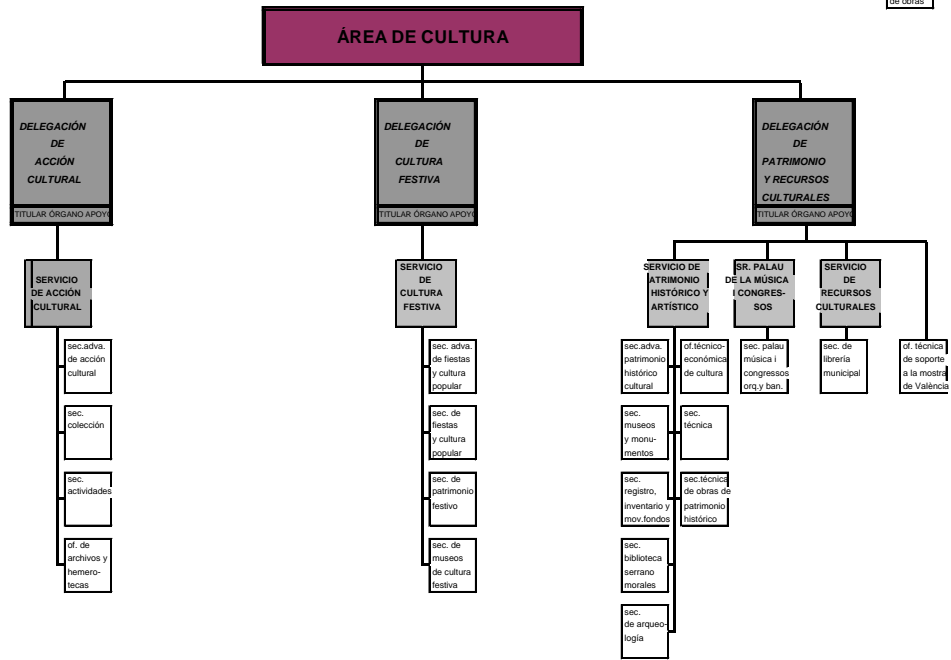 de obras
ÁREA DE CULTURA
DELEGACIÓN
DE
ACCIÓN
CULTURAL
TITULAR ÓRGANO APOYO
DELEGACIÓN
DE
CULTURA
FESTIVA
TITULAR ÓRGANO APOYO
DELEGACIÓN
DE
PATRIMONIO
Y RECURSOS
CULTURALES
TITULAR ÓRGANO APOYO
SERVICIO
DE ACCIÓN
CULTURAL
SERVICIO
DE
CULTURA
FESTIVA
SERVICIO DE
ATRIMONIO
HISTÓRICO Y
ARTÍSTICO
SR. PALAU
DE LA MÚSICA
I CONGRES-
SOS
SERVICIO
DE
RECURSOS
CULTURALES
sec.adva.
de acción
cultural
sec.
colección
sec.
actividades
of. de
archivos y
hemero-
tecas
sec. adva.
de fiestas
y cultura
popular
sec. de
fiestas
y cultura
popular
sec. de
patrimonio
festivo
sec. de
museos
de cultura
festiva
sec.adva.
patrimonio
histórico
cultural
of.técnico-
económica
de cultura
sec. palau
música i
congressos
orq.y ban.
sec. de
librería
municipal
of. técnica
de soporte
a la mostra
de València
sec.
museos
y monu-
mentos
sec.
técnica
sec.
registro,
inventario y
mov.fondos
sec.técnica
de obras de
patrimonio
histórico
sec.
biblioteca
serrano
morales
sec.
de arqueo-
logía